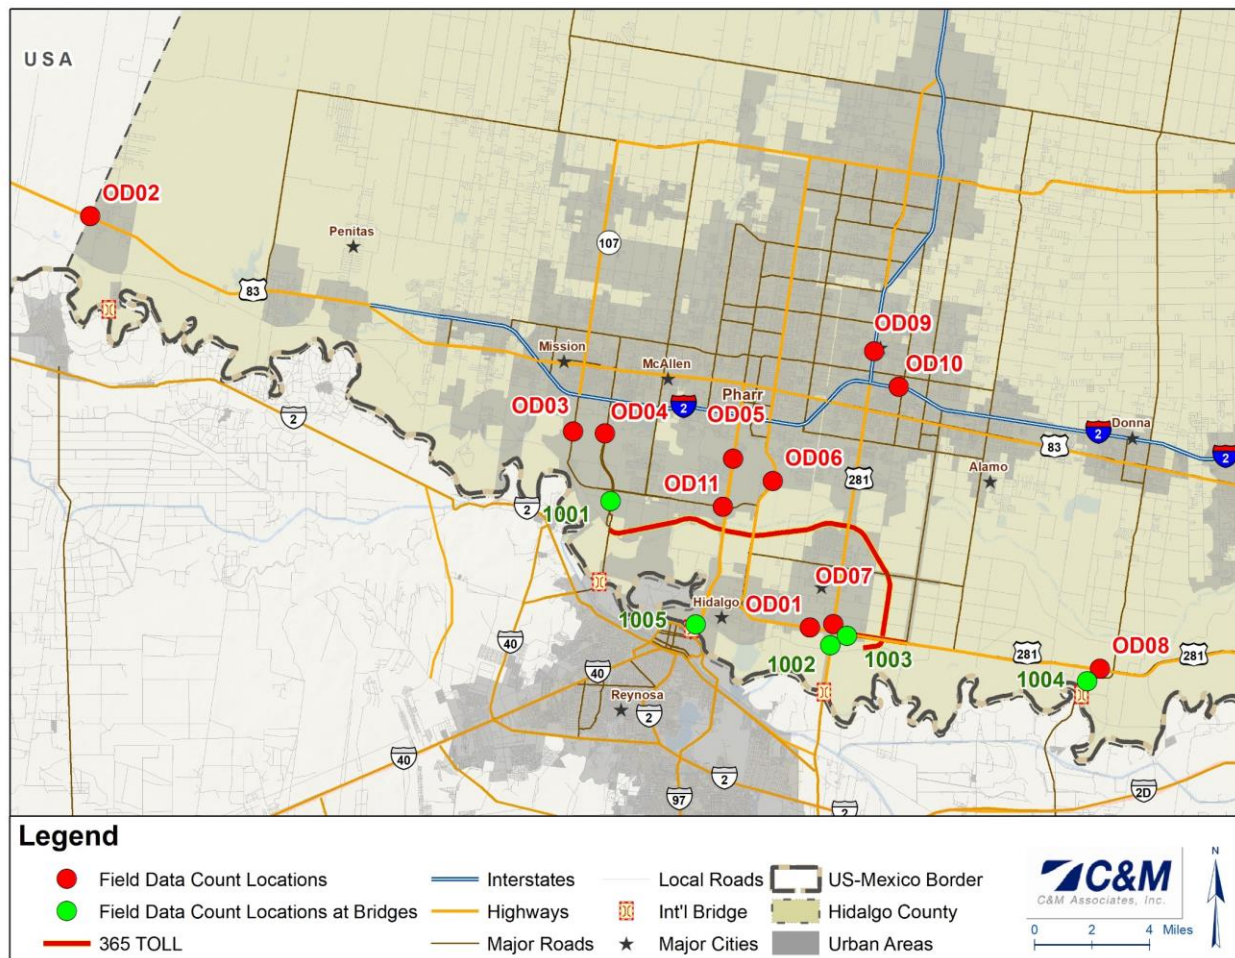 USA
OD02
Penitas
107
83
OD09
Mission
McAllen
OD10
Pharr
2
OD03
OD04
OD05
2
Donna
2
2
83
OD06
Alamo
OD11
281
2
1001
OD07
Hidalgo
OD01
1005
40
1002
1003
281
OD08
281
40
1004
Reynosa
2
40
2
2D
97
2
Legend
Field Data Count Locations
Interstates
Local Roads
US-Mexico Border
Field Data Count Locations at Bridges
Highways
Int'l Bridge
Hidalgo County
365 TOLL
Major Roads
Major Cities
Urban Areas
C&M
C&M Associates, Inc.
N
0 2 4 Miles